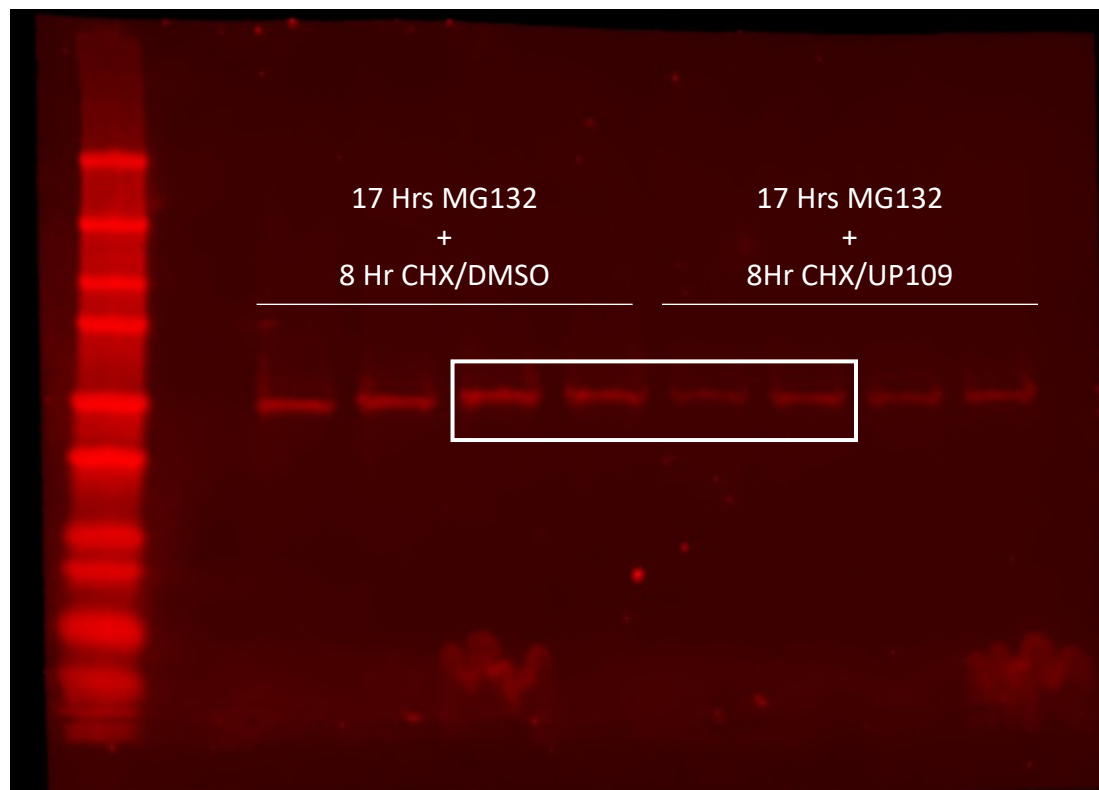 17 Hrs MG132
+
8 Hr CHX/DMSO
17 Hrs MG132
+
8Hr CHX/UP109